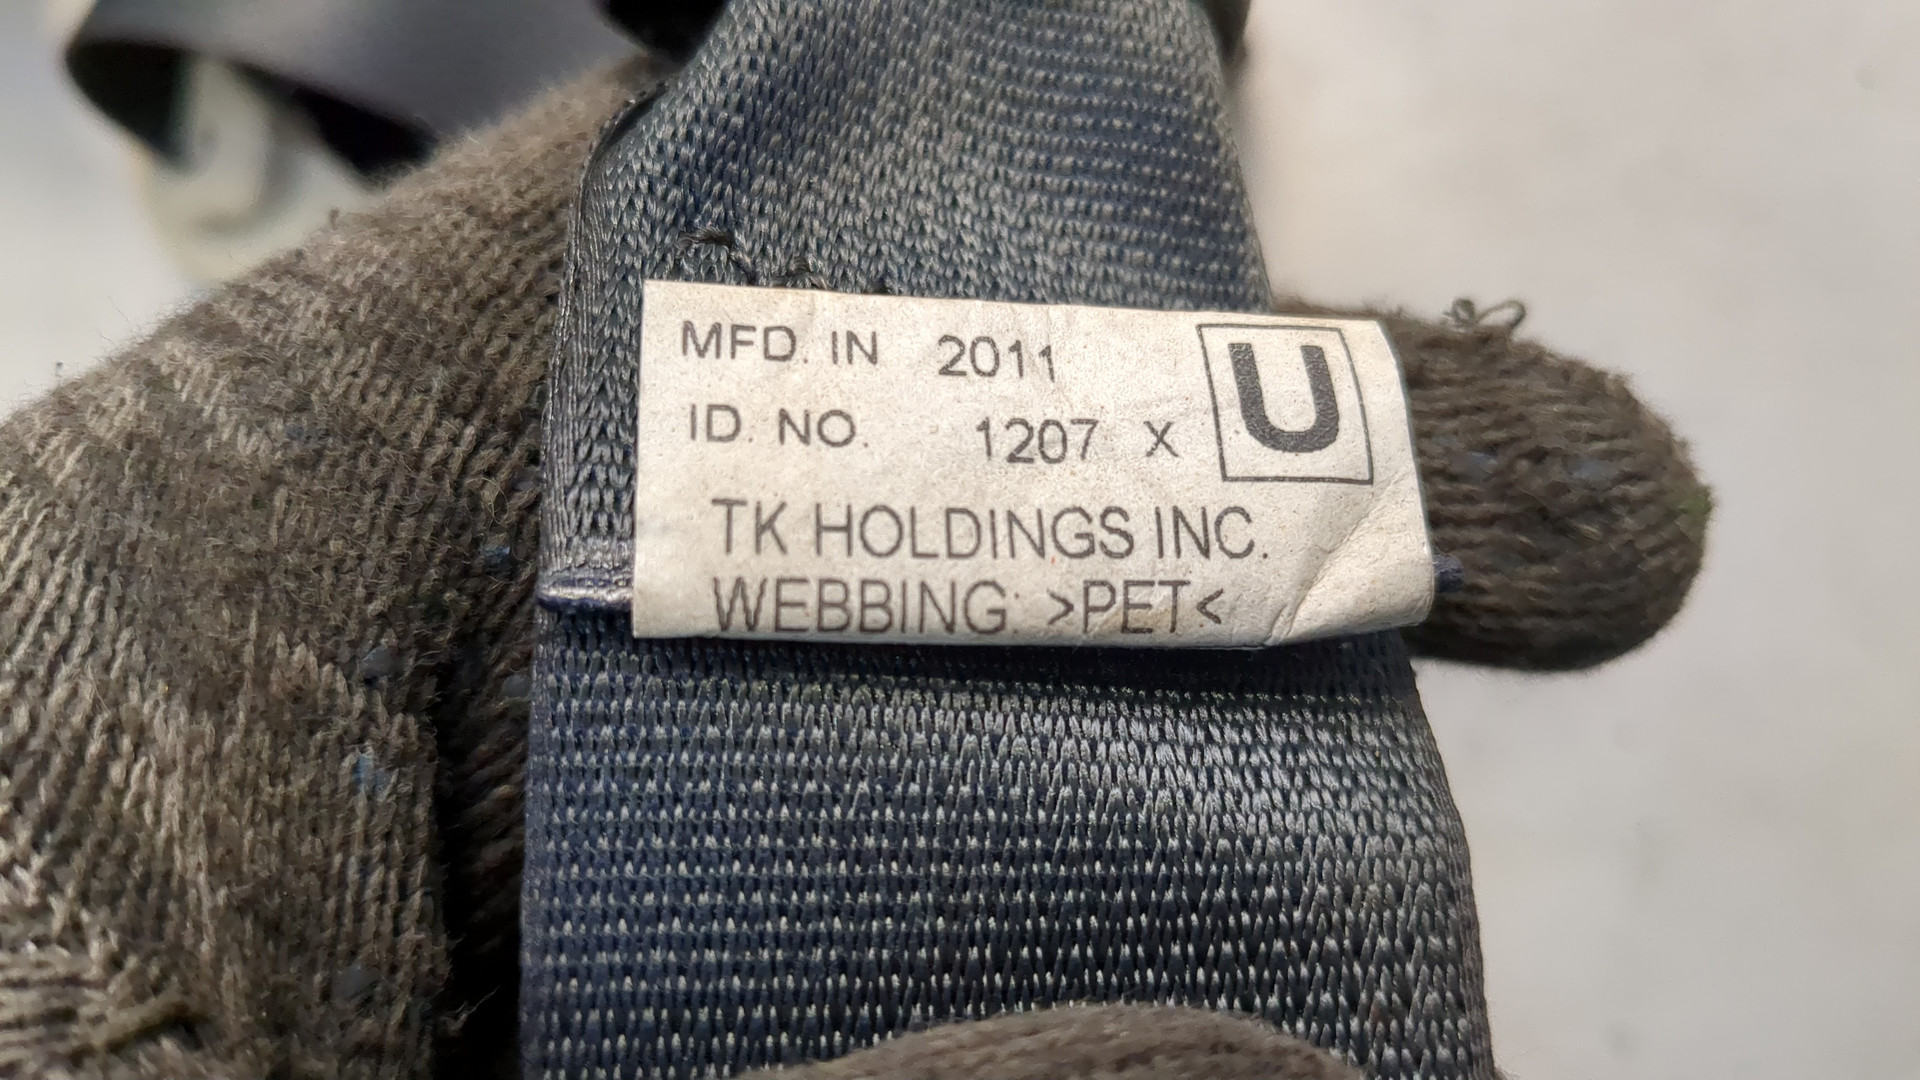 MFD. IN 2011
ID. NO. 1207 X
U
TK HOLDINGS INC.
WEBBING: >PET<